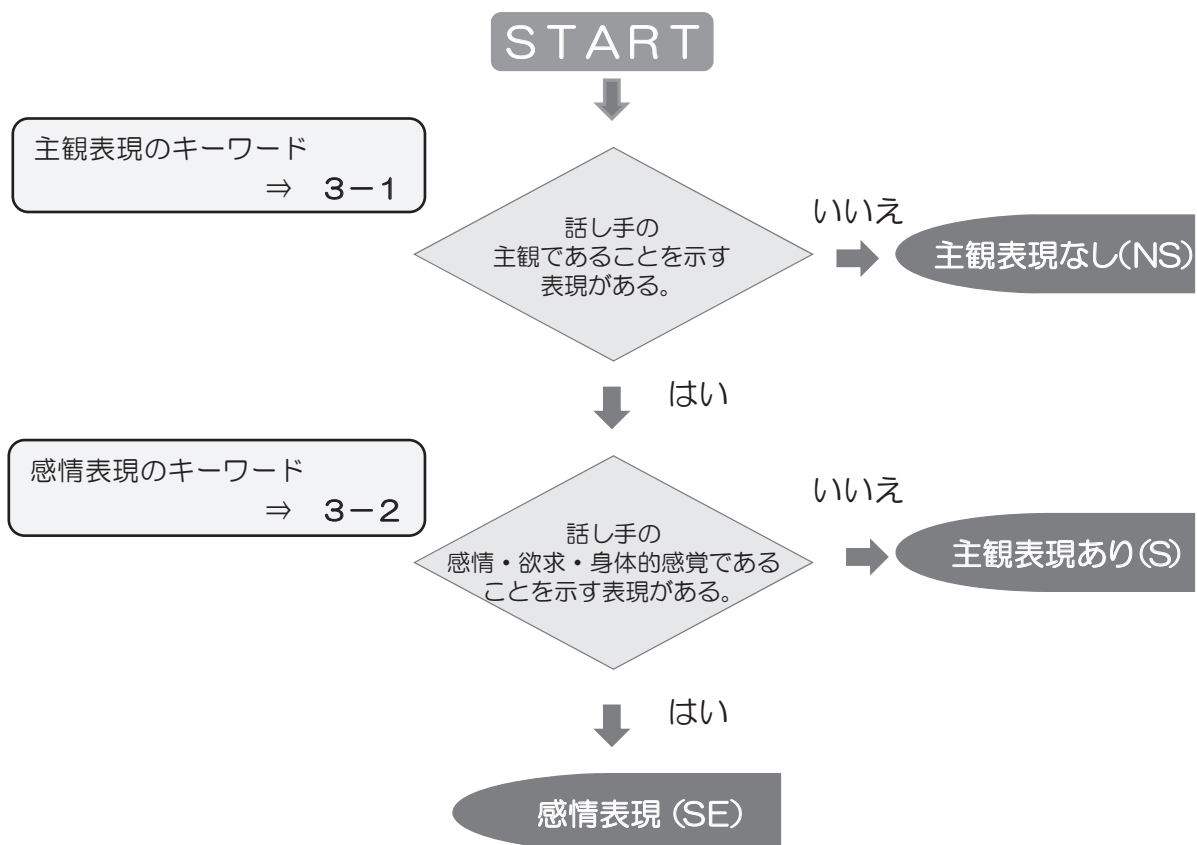 START
主観表現のキーワード
⇒ 3－1
話し手の
主観であることを示す
表現がある。
いいえ
主観表現なし(NS)
はい
感情表現のキーワード
⇒ 3－2
話し手の
感情・欲求・身体的感覚である
ことを示す表現がある。
いいえ
主観表現あり(S)
はい
感情表現(SE)